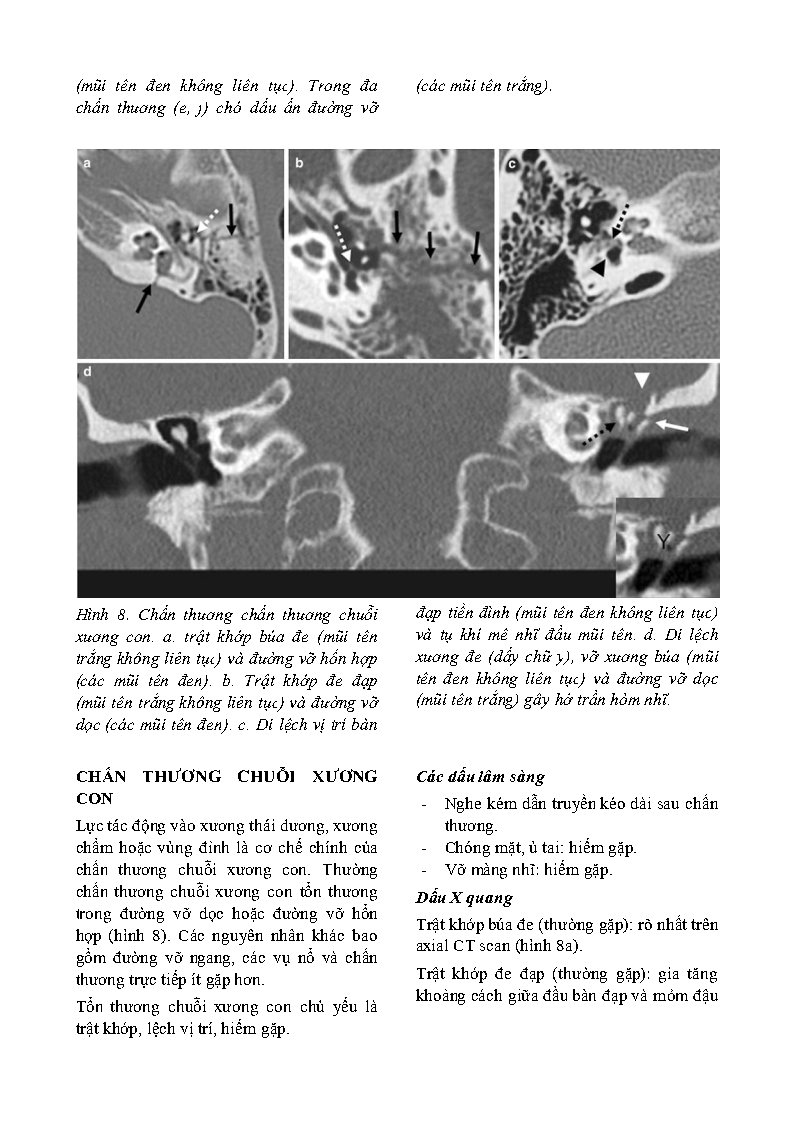 (mũi tên đen không liên tục). Trong đa
chấn thương (e, j) chó dấu ấn đường vỡ
(các mũi tên trắng).
a
b
c
d
Y
Hình 8. Chấn thương chấn thương chuỗi
xương con. a. trật khớp búa đe (mũi tên
trắng không liên tục) và đường vỡ hỗn hợp
(các mũi tên đen). b. Trật khớp đe đạp
(mũi tên trắng không liên tục) và đường vỡ
dọc (các mũi tên đen). c. Di lệch vị trí bàn
đạp tiền đình (mũi tên đen không liên tục)
và tụ khí mê nhĩ đầu mũi tên. d. Di lệch
xương đe (dấy chữ y), vỡ xương búa (mũi
tên đen không liên tục) và đường vỡ dọc
(mũi tên trắng) gây hở trần hòm nhĩ.
CHẤN THƯƠNG CHUỖI XƯƠNG
CON
Lực tác động vào xương thái dương, xương
chẩm hoặc vùng đỉnh là cơ chế chính của
chấn thương chuỗi xương con. Thường
chấn thương chuỗi xương con tổn thương
trong đường vỡ dọc hoặc đường vỡ hổn
hợp (hình 8). Các nguyên nhân khác bao
gồm đường vỡ ngang, các vụ nổ và chấn
thương trực tiếp ít gặp hơn.
Tổn thương chuỗi xương con chủ yếu là
trật khớp, lệch vị trí, hiếm gặp.
Các dấu lâm sàng
- Nghe kém dẫn truyền kéo dài sau chấn
thương.
- Chóng mặt, ù tai: hiếm gặp.
- Vỡ màng nhĩ: hiếm gặp.
Dấu X quang
Trật khớp búa đe (thường gặp): rõ nhất trên
axial CT scan (hình 8a).
Trật khớp đe đạp (thường gặp): gia tăng
khoảng cách giữa đầu bàn đạp và mỏm đậu